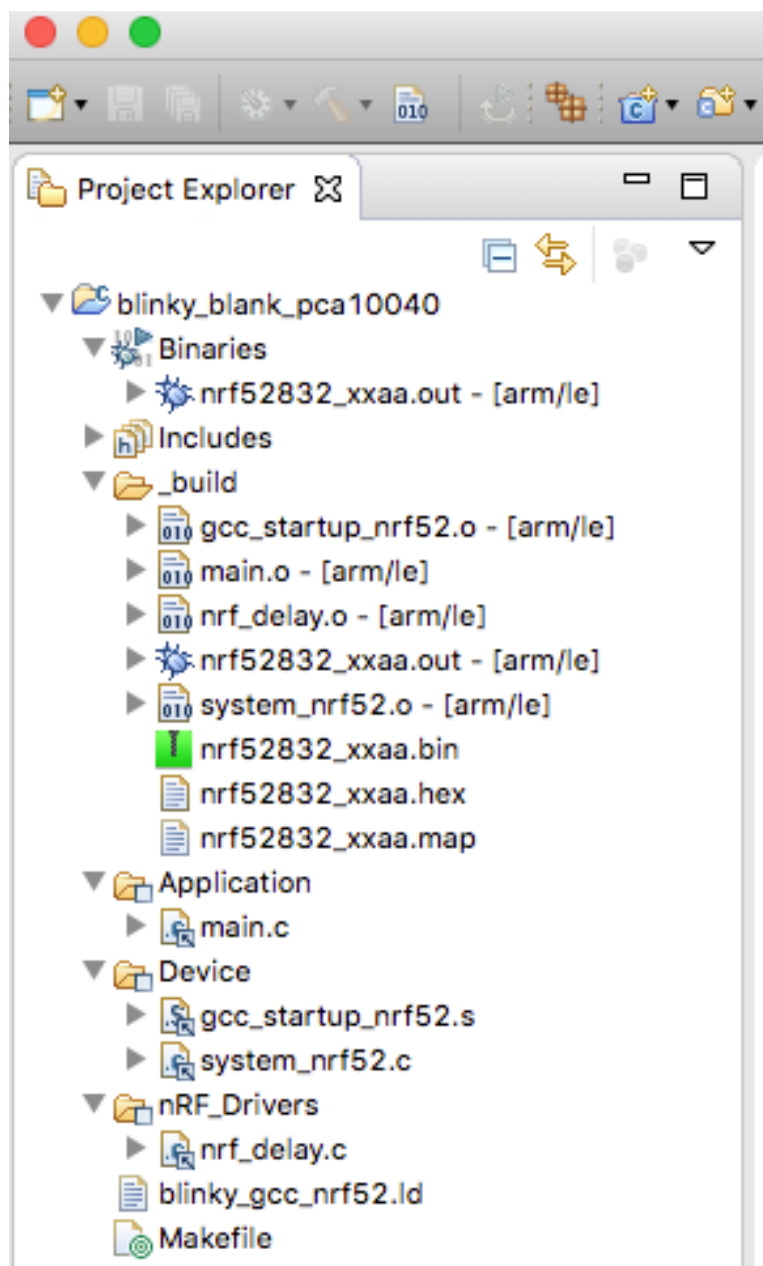 010
Project Explorer
blinky_blank_pca10040
Binaries
nrf52832_xxaa.out - [arm/le]
Includes
_build
gcc_startup_nrf52.o - [arm/le]
main.o - [arm/le]
nrf_delay.o - [arm/le]
nrf52832_xxaa.out - [arm/le]
system_nrf52.o - [arm/le]
nrf52832_xxaa.bin
nrf52832_xxaa.hex
nrf52832_xxaa.map
Application
main.c
Device
gcc_startup_nrf52.s
system_nrf52.c
nRF_Drivers
nrf_delay.c
blinky_gcc_nrf52.ld
Makefile